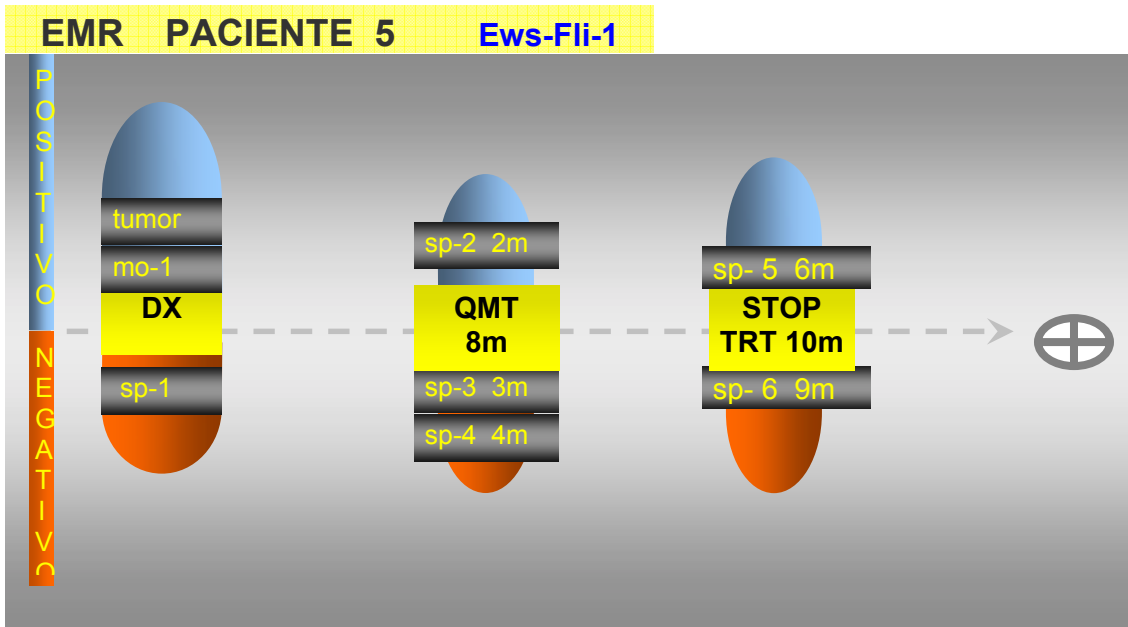 EMR PACIENTE 5 Ews-Fli-1
POSITIVO
NEGATIVO
tumor
mo-1
DX
sp-1
sp-2 2m
QMT
8m
sp-3 3m
sp-4 4m
sp- 5 6m
STOP
TRT 10m
sp- 6 9m